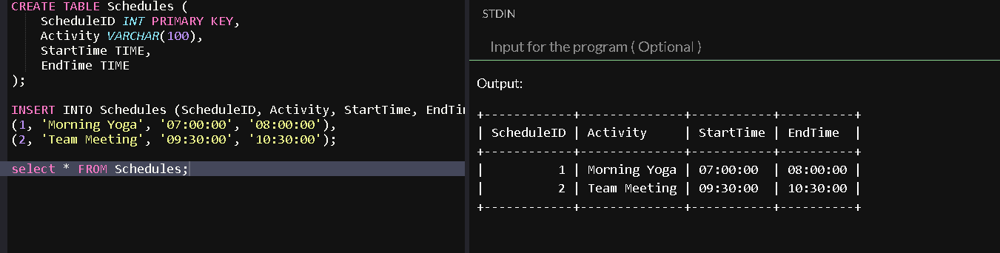 CREATE TABLE Schedules (
    ScheduleID INT PRIMARY KEY,
    Activity VARCHAR(100),
    StartTime TIME,
    EndTime TIME
);
INSERT INTO Schedules (ScheduleID, Activity, StartTime,
(1, 'Morning Yoga', '07:00:00', '08:00:00'),
(2, 'Team Meeting', '09:30:00', '10:30:00');
select * FROM Schedules;
STDIN
Input for the program ( Optional )
Output:
+------------+--------------+-----------+----------+
| ScheduleID | Activity     | StartTime | EndTime  |
+------------+--------------+-----------+----------+
|          1 | Morning Yoga | 07:00:00  | 08:00:00 |
|          2 | Team Meeting | 09:30:00  | 10:30:00 |
+------------+--------------+-----------+----------+